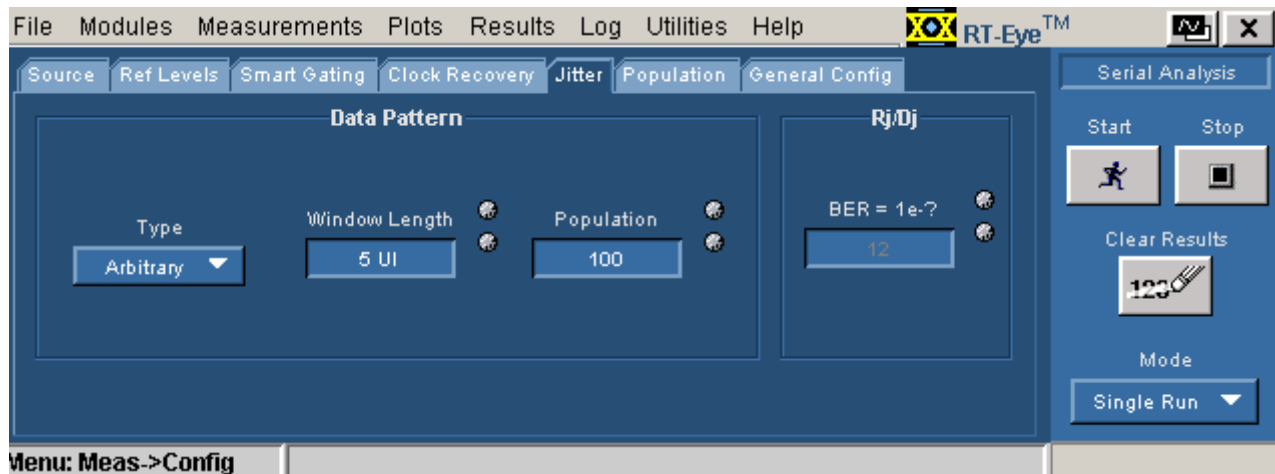 File Modules Measurements Plots Results Log Utilities Help RT-Eye™
Source Ref Levels Smart Gating Clock Recovery Jitter Population General Config
Serial Analysis
Data Pattern
Type
Arbitrary
Window Length
5 UI
Population
100
Rj/Dj
BER = 1e-?
12
Start Stop
Clear Results
123
Mode
Single Run
Menu: Meas->Config